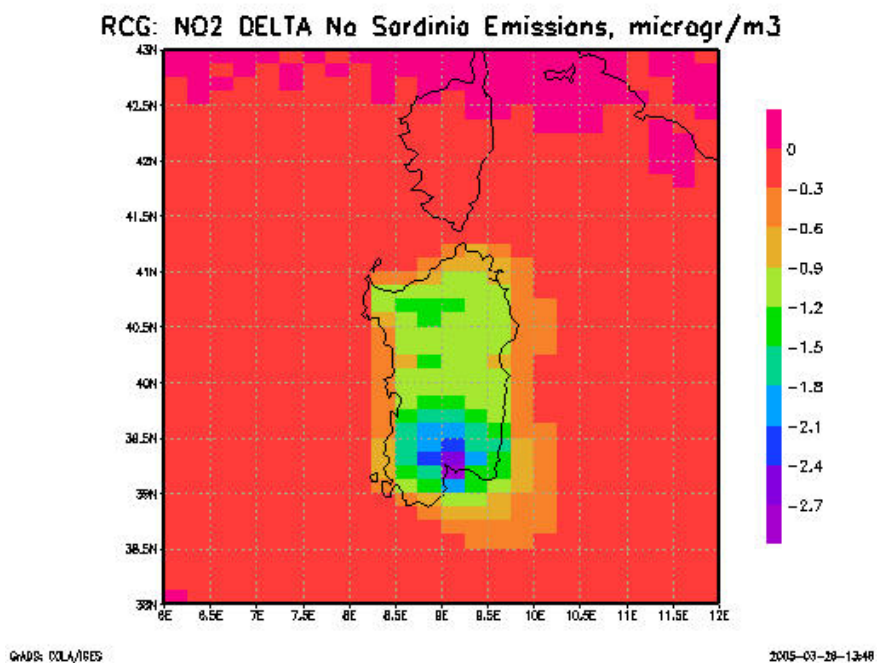 RCG: NO2 DELTA No Sardinia Emissions, microgr/m3
43N
42.5N
42N
41.5N
41N
40.5N
40N
39.5N
39N
38.5N
38N
6E 6.5E 7E 7.5E 8E 8.5E 9E 9.5E 10E 10.5E 11E 11.5E 12E
0
-0.3
-0.6
-0.9
-1.2
-1.5
-1.8
-2.1
-2.4
-2.7
GrADS: COLA/IGES
2005-03-28-13:48